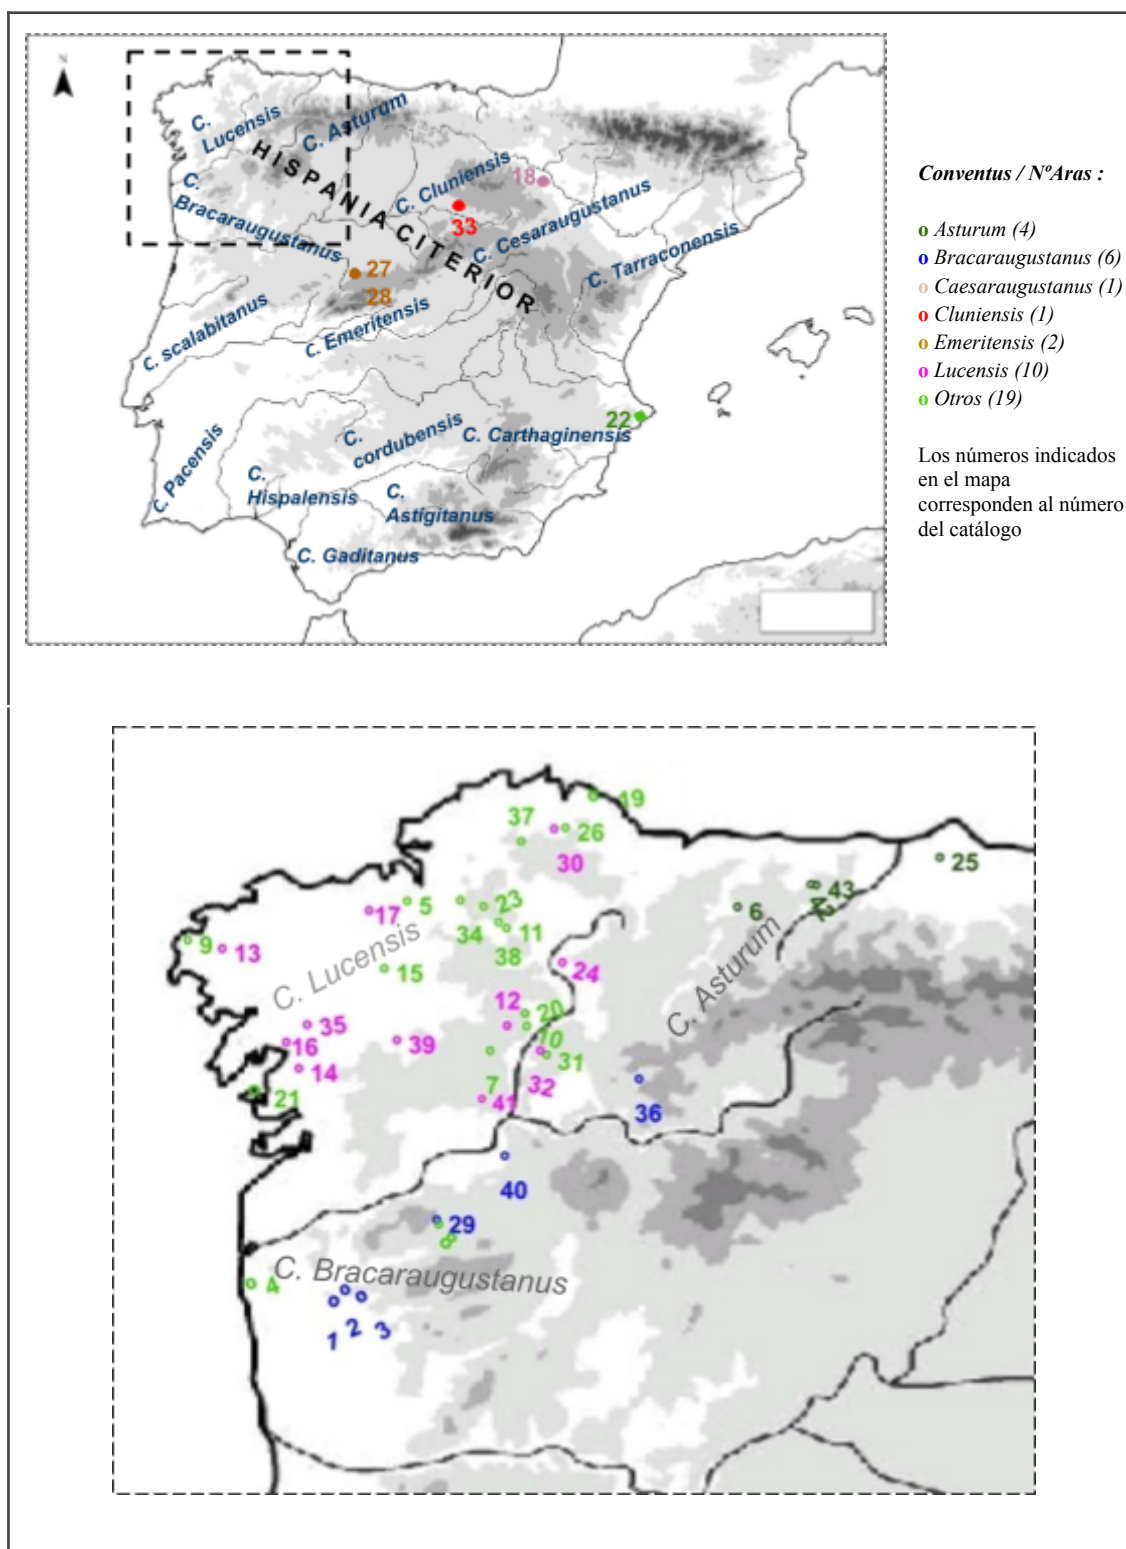 N
C.
Lucensis
C. Asturum
HISPANIA CITERIOR
C.
Bracaraugustanus
C. Cluniensis
18
33
C. Cesaraugustanus
C. Tarraconensis
27
28
C. Emeritensis
C. scalabitanus
22
C. Carthaginensis
C.
cordubensis
C. Pacensis
C.
Hispalensis
C.
Astigitanus
C. Gaditanus
Conventus / NºAras :
o Asturum (4)
o Bracaraugustanus (6)
o Caesaraugustanus (1)
o Cluniensis (1)
o Emeritensis (2)
o Lucensis (10)
o Otros (19)
Los números indicados
en el mapa
corresponden al número
del catálogo
19
37
26
30
25
43
6
5
17
23
34
11
38
9
13
C. Lucensis
15
24
C. Asturum
12
20
10
35
16
39
14
31
32
7
41
21
36
40
29
C. Bracaraugustanus
4
1
2
3